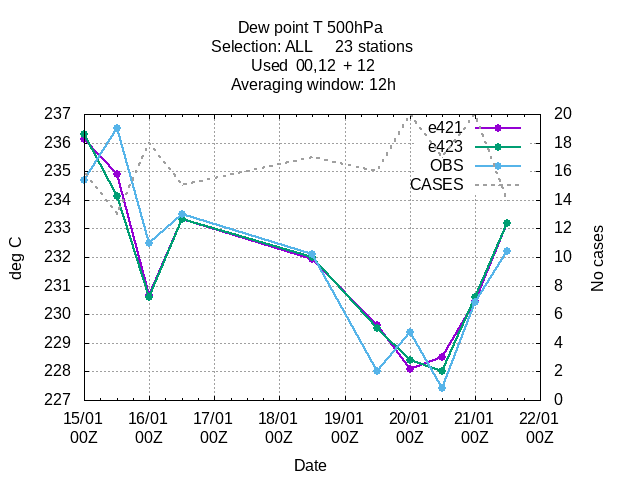 Dew point T 500hPa
Selection: ALL 23 stations
Used 00,12 + 12
Averaging window: 12h
237 20
236 18
235 16
234 14
233 12
232 10
231 8
230 6
229 4
228 2
227 0
e421
e423
OBS
CASES
deg C
No cases
15/01 16/01 17/01 18/01 19/01 20/01 21/01 22/01
00Z 00Z 00Z 00Z 00Z 00Z 00Z 00Z
Date